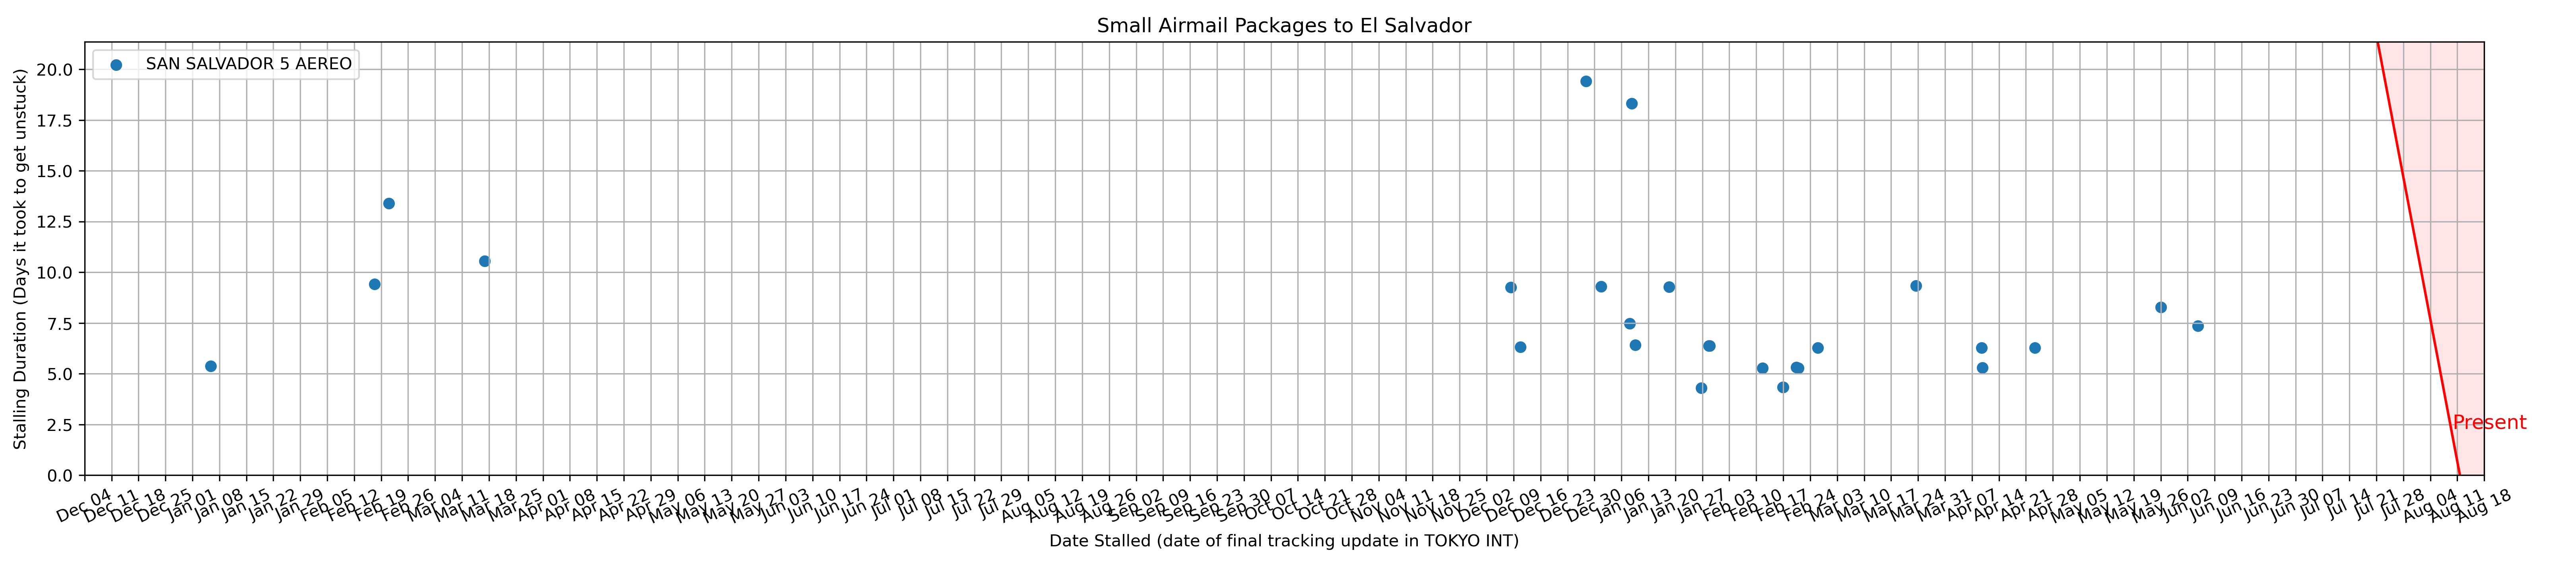 Small Airmail Packages to El Salvador
SAN SALVADOR 5 AEREO
Stalling Duration (Days it took to get unstuck)
20.0
17.5
15.0
12.5
10.0
7.5
5.0
2.5
0.0
Present
Dec 04 Dec 11 Dec 18 Dec 25 Jan 01 Jan 08 Jan 15 Jan 22 Jan 29 Feb 05 Feb 12 Feb 19 Feb 26 Mar 04 Mar 11 Mar 18 Mar 25 Apr 01 Apr 08 Apr 15 Apr 22 Apr 29 May 06 May 13 May 20 May 27 Jun 03 Jun 10 Jun 17 Jun 24 Jul 01 Jul 08 Jul 15 Jul 22 Jul 29 Aug 05 Aug 12 Aug 19 Aug 26 Sep 02 Sep 09 Sep 16 Sep 23 Sep 30 Oct 07 Oct 14 Oct 21 Oct 28 Nov 04 Nov 11 Nov 18 Nov 25 Dec 02 Dec 09 Dec 16 Dec 23 Dec 30 Jan 06 Jan 13 Jan 20 Jan 27 Feb 03 Feb 10 Feb 17 Feb 24 Mar 03 Mar 10 Mar 17 Mar 24 Mar 31 Apr 07 Apr 14 Apr 21 Apr 28 May 05 May 12 May 19 May 26 Jun 02 Jun 09 Jun 16 Jun 23 Jun 30 Jul 07 Jul 14 Jul 21 Jul 28 Aug 04 Aug 11 Aug 18
Date Stalled (date of final tracking update in TOKYO INT)